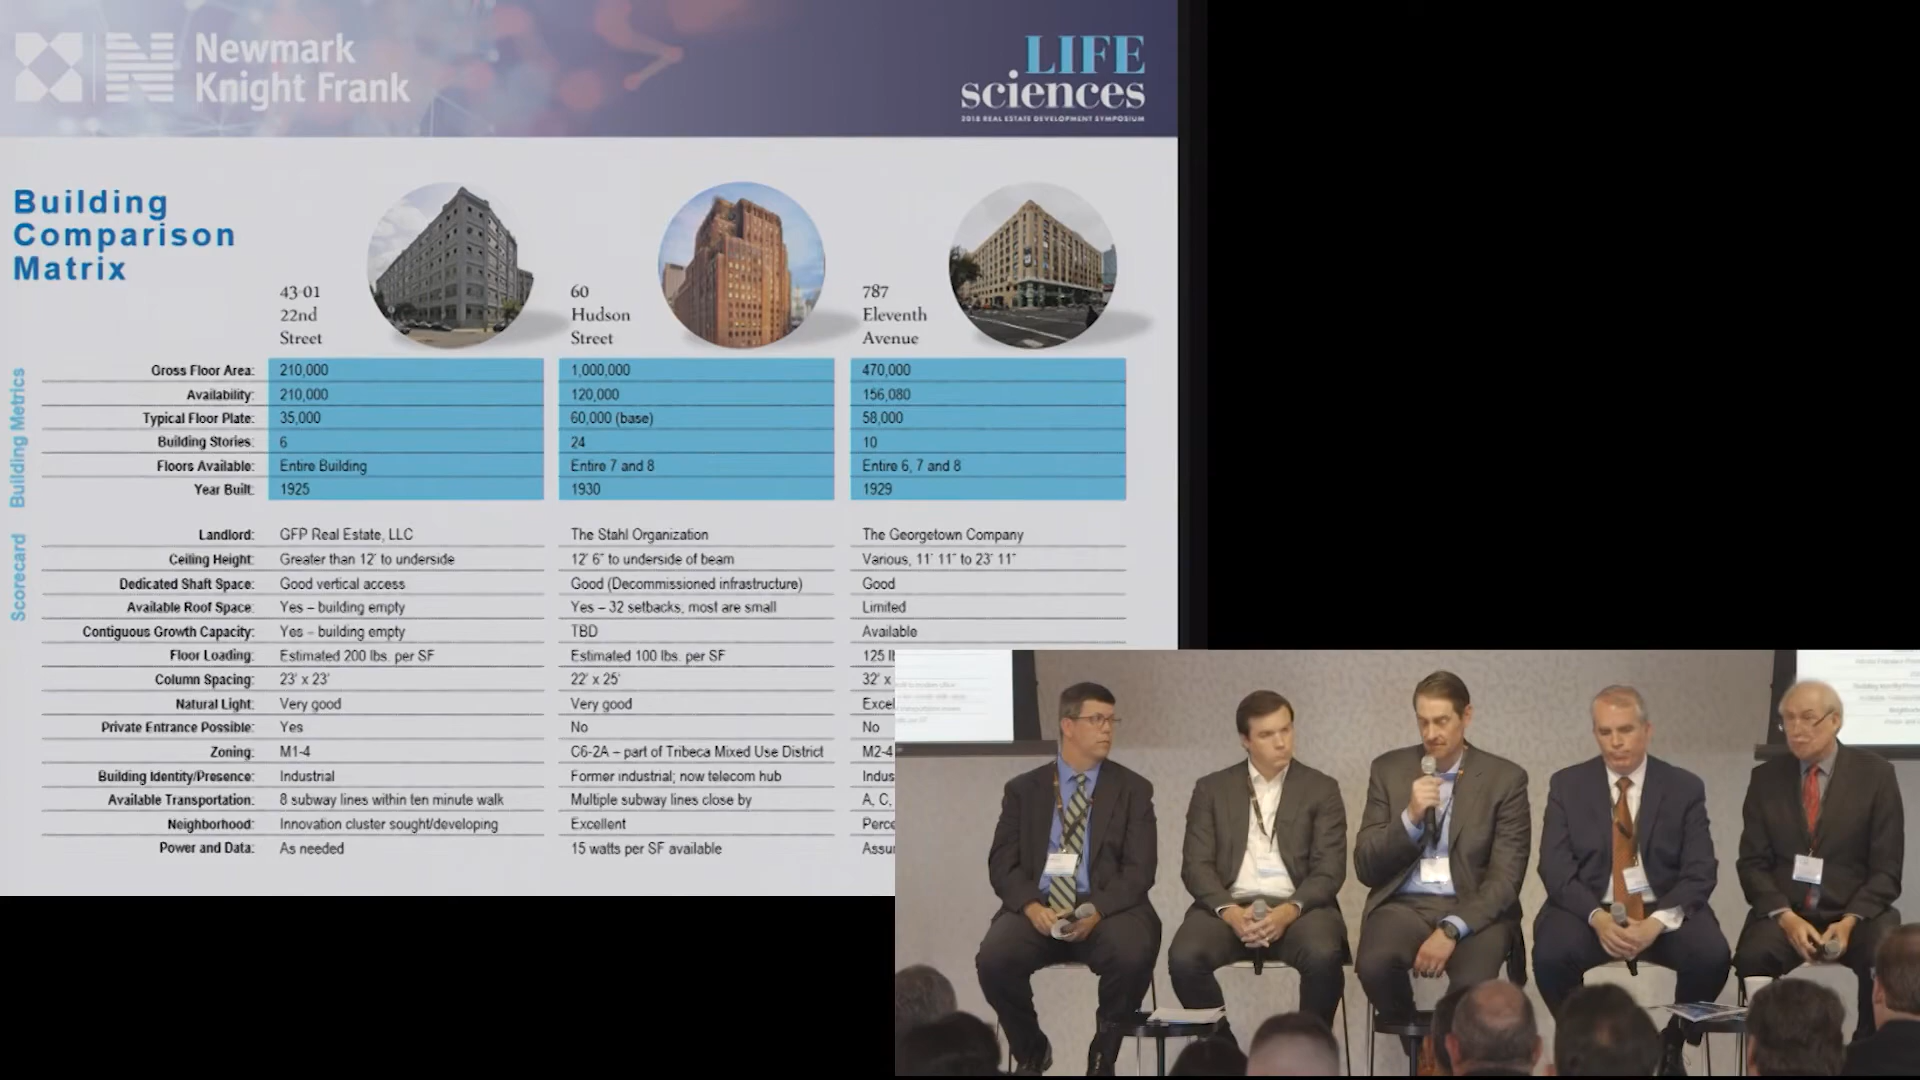 Newmark
Knight Frank
LIFE
sciences
2018 REAL ESTATE DEVELOPMENT SYMPOSIUM
Building
Comparison
Matrix
43-01
22nd
Street
60
Hudson
Street
787
Eleventh
Avenue
Building Metrics
Gross Floor Area: 210,000 1,000,000 470,000
Availability: 210,000 120,000 156,080
Typical Floor Plate: 35,000 60,000 (base) 58,000
Building Stories: 6 24 10
Floors Available: Entire Building Entire 7 and 8 Entire 6, 7 and 8
Year Built: 1925 1930 1929
Scorecard
Landlord: GFP Real Estate, LLC The Stahl Organization The Georgetown Company
Ceiling Height: Greater than 12' to underside 12' 6" to underside of beam Various, 11' 11" to 23' 11"
Dedicated Shaft Space: Good vertical access Good (Decommissioned infrastructure) Good
Available Roof Space: Yes – building empty Yes – 32 setbacks, most are small Limited
Contiguous Growth Capacity: Yes – building empty TBD Available
Floor Loading: Estimated 200 lbs. per SF Estimated 100 lbs. per SF 125 lb
Column Spacing: 23' x 23' 22' x 25' 32' x
Natural Light: Very good Very good Excel
Private Entrance Possible: Yes No No
Zoning: M1-4 C6-2A – part of Tribeca Mixed Use District M2-4
Building Identity/Presence: Industrial Former industrial; now telecom hub Indus
Available Transportation: 8 subway lines within ten minute walk Multiple subway lines close by A, C,
Neighborhood: Innovation cluster sought/developing Excellent Perce
Power and Data: As needed 15 watts per SF available Assu